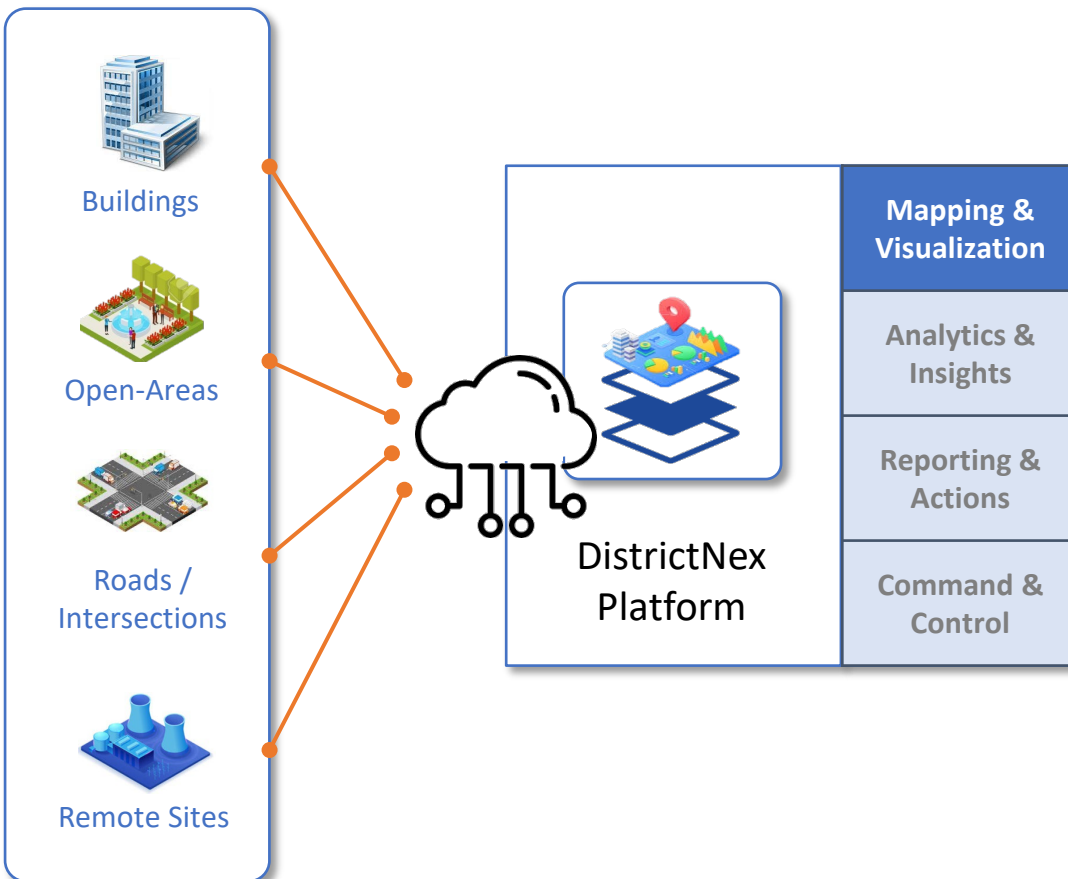 Buildings
Open-Areas
Roads /
Intersections
Remote Sites
DistrictNex
Platform
Mapping &
Visualization
Analytics &
Insights
Reporting &
Actions
Command &
Control